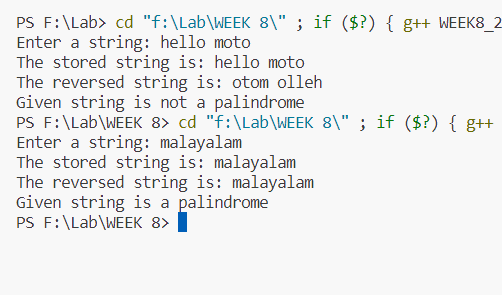 PS F:\Lab> cd "f:\Lab\WEEK 8\" ; if ($?) { g++ WEEK8_2
Enter a string: hello moto
The stored string is: hello moto
The reversed string is: otom olleh
Given string is not a palindrome
PS F:\Lab\WEEK 8> cd "f:\Lab\WEEK 8\" ; if ($?) { g++
Enter a string: malayalam
The stored string is: malayalam
The reversed string is: malayalam
Given string is a palindrome
PS F:\Lab\WEEK 8>